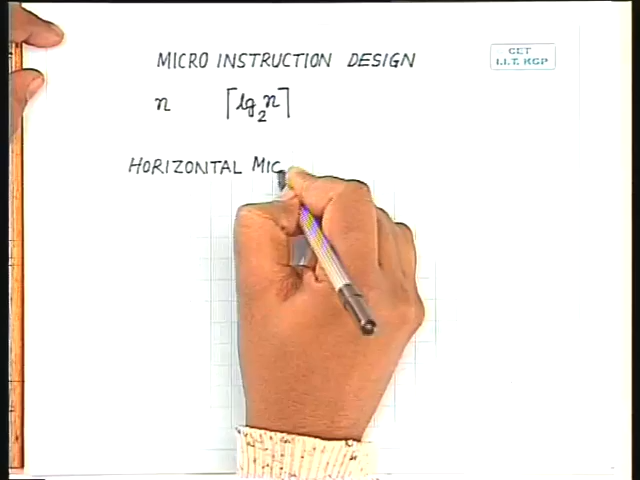 MICRO INSTRUCTION DESIGN
CET
I.I.T. KGP
n ⌈lg₂n⌉
HORIZONTAL MIC